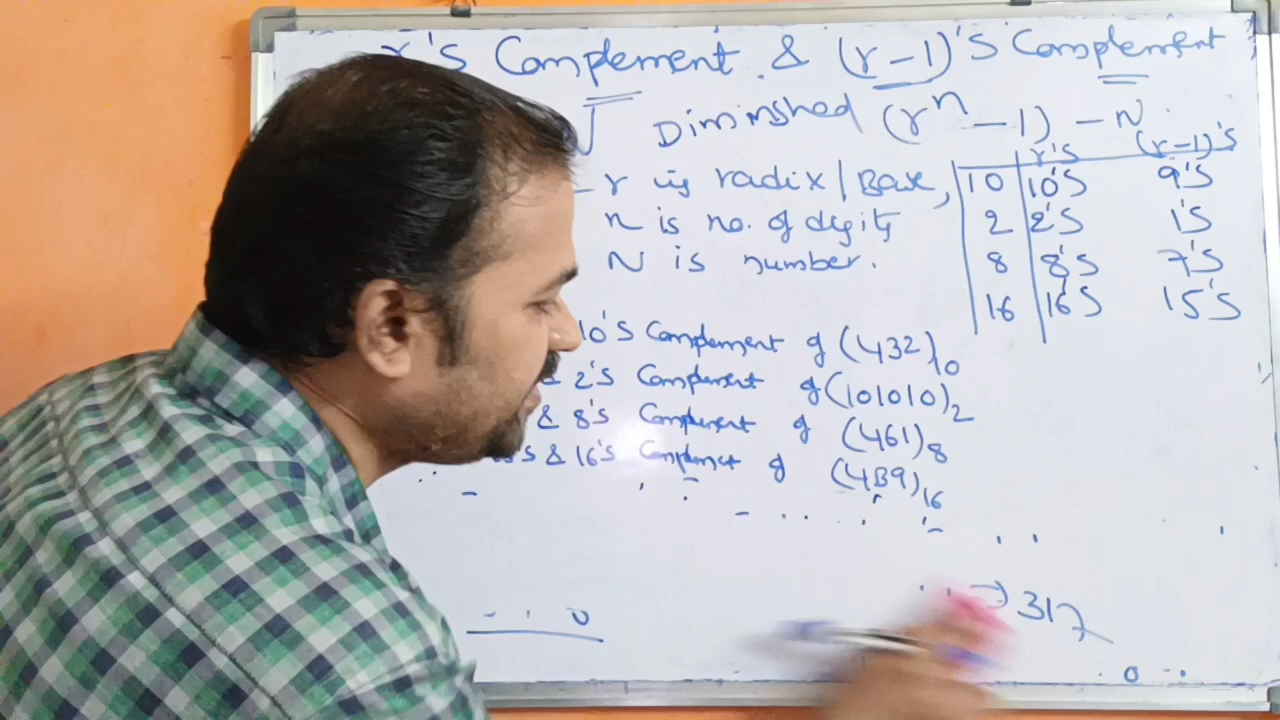 r's Complement & (r-1)'s Complement
Diminshed (r^n - 1) - N
r's (r-1)'s
- r is radix/Base, 10 10's 9's
n is no. of digits 2 2's 1's
N is number. 8 8's 7's
16 16's 15's
10's Complement of (432)10
& 2's Complement of (101010)2
& 8's Complement of (461)8
& 16's Complement of (4B9)16
⇒ 317